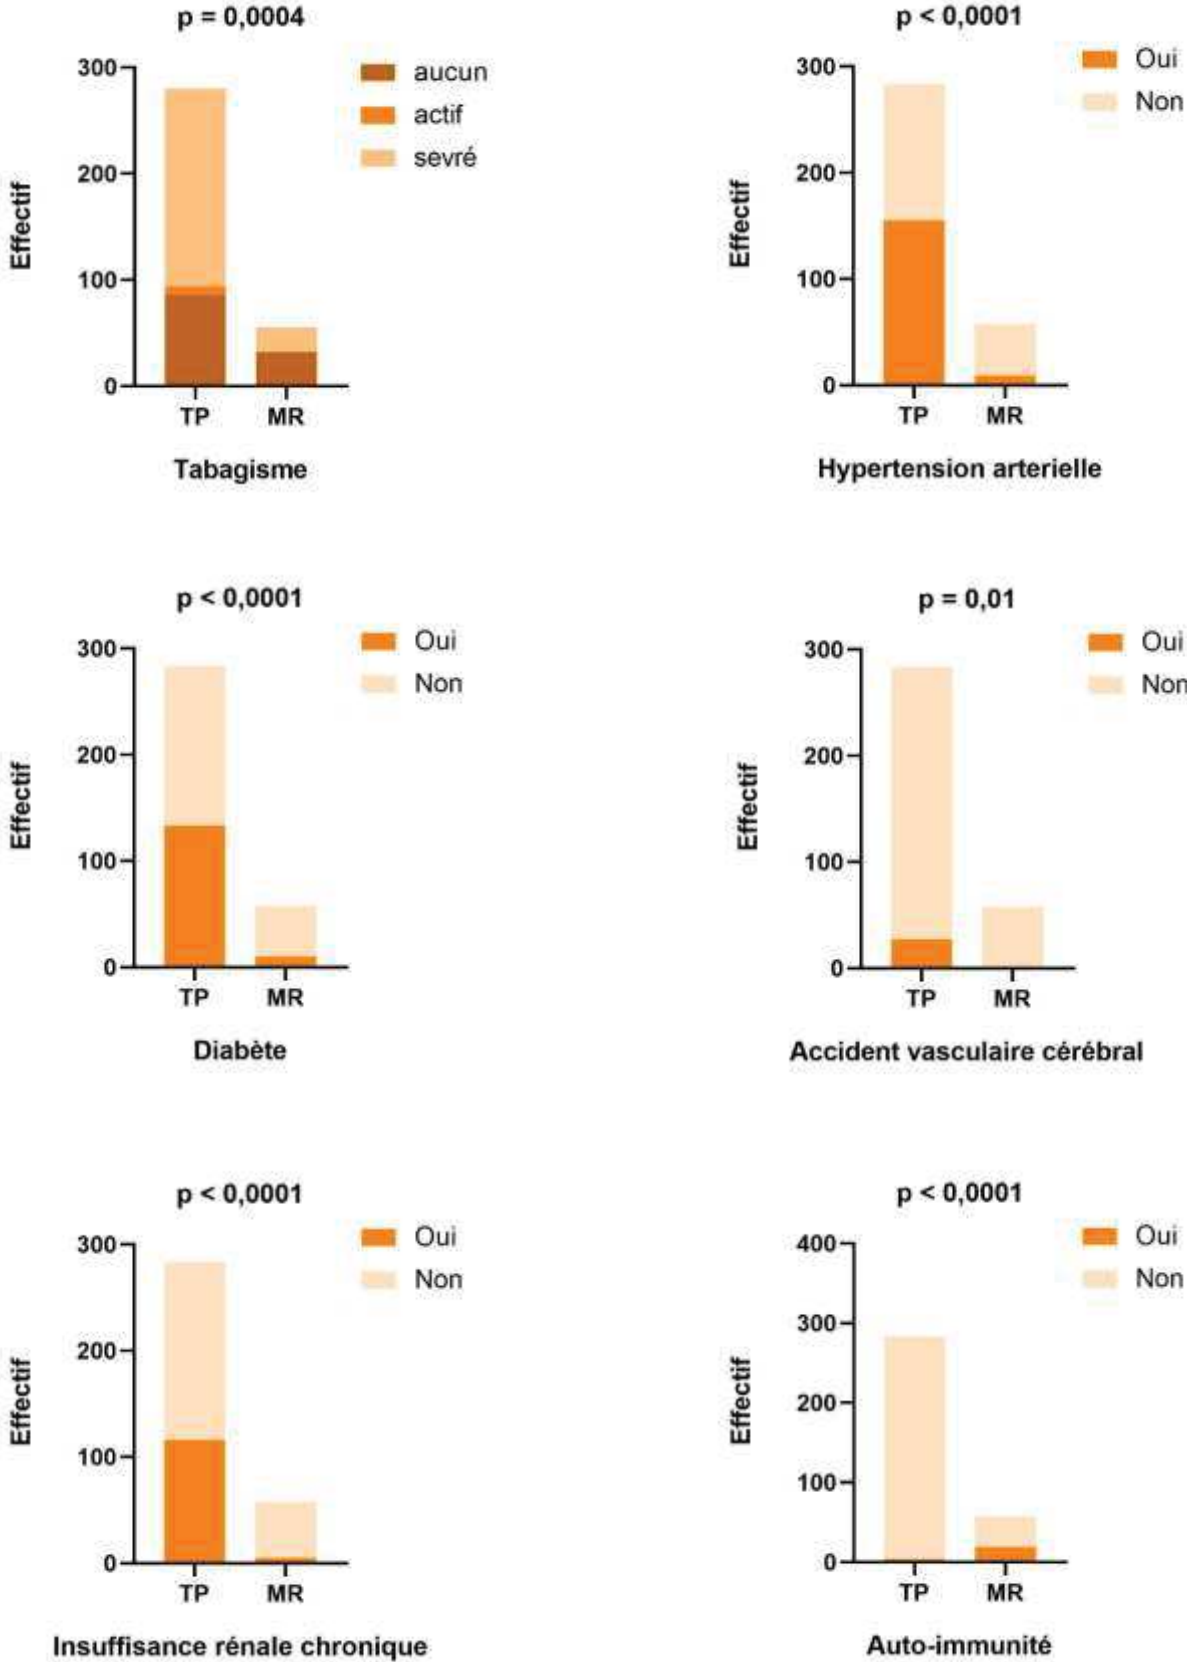 p = 0,0004
300
200
100
0
Effectif
aucun
actif
sevré
TP MR
Tabagisme
p < 0,0001
300
200
100
0
Effectif
Oui
Non
TP MR
Hypertension arterielle
p < 0,0001
300
200
100
0
Effectif
Oui
Non
TP MR
Diabète
p = 0,01
300
200
100
0
Effectif
Oui
Non
TP MR
Accident vasculaire cérébral
p < 0,0001
300
200
100
0
Effectif
Oui
Non
TP MR
Insuffisance rénale chronique
p < 0,0001
400
300
200
100
0
Effectif
Oui
Non
TP MR
Auto-immunité